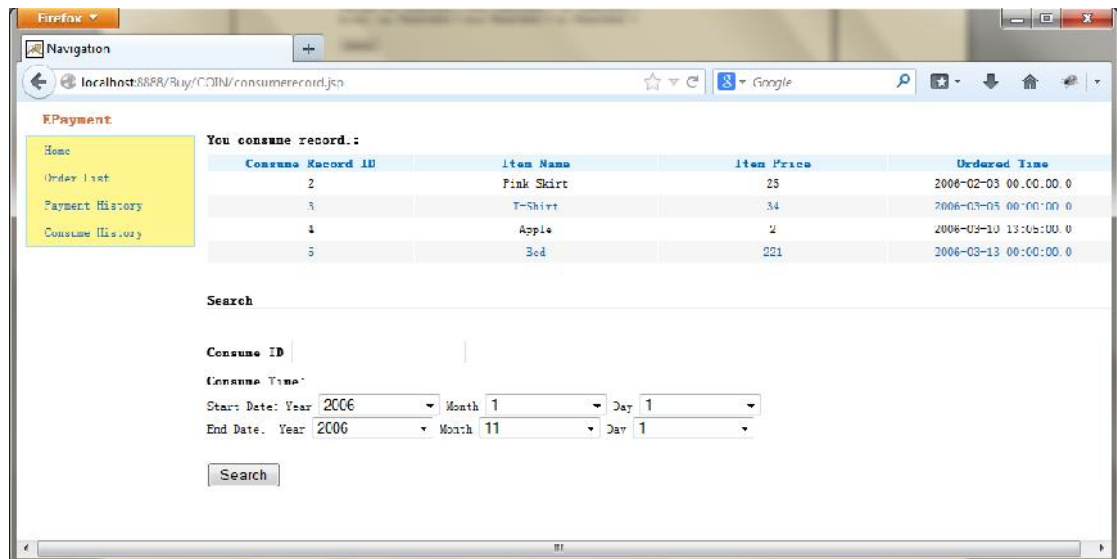 Firefox
Navigation
localhost:8888/Buy/COIN/consumerecord.jsp
Google
EPayment
Home
Order List
Payment History
Consume History
You consume record.:
Consume Record ID Item Name Item Price Ordered Time
2 Pink Skirt 25 2006-02-03 00:00:00.0
3 T-Shirt 34 2006-03-05 00:00:00.0
4 Apple 2 2006-03-10 13:05:00.0
5 Bed 221 2006-03-13 00:00:00.0
Search
Consume ID
Consume Time:
Start Date: Year 2006 Month 1 Day 1
End Date: Year 2006 Month 11 Day 1
Search